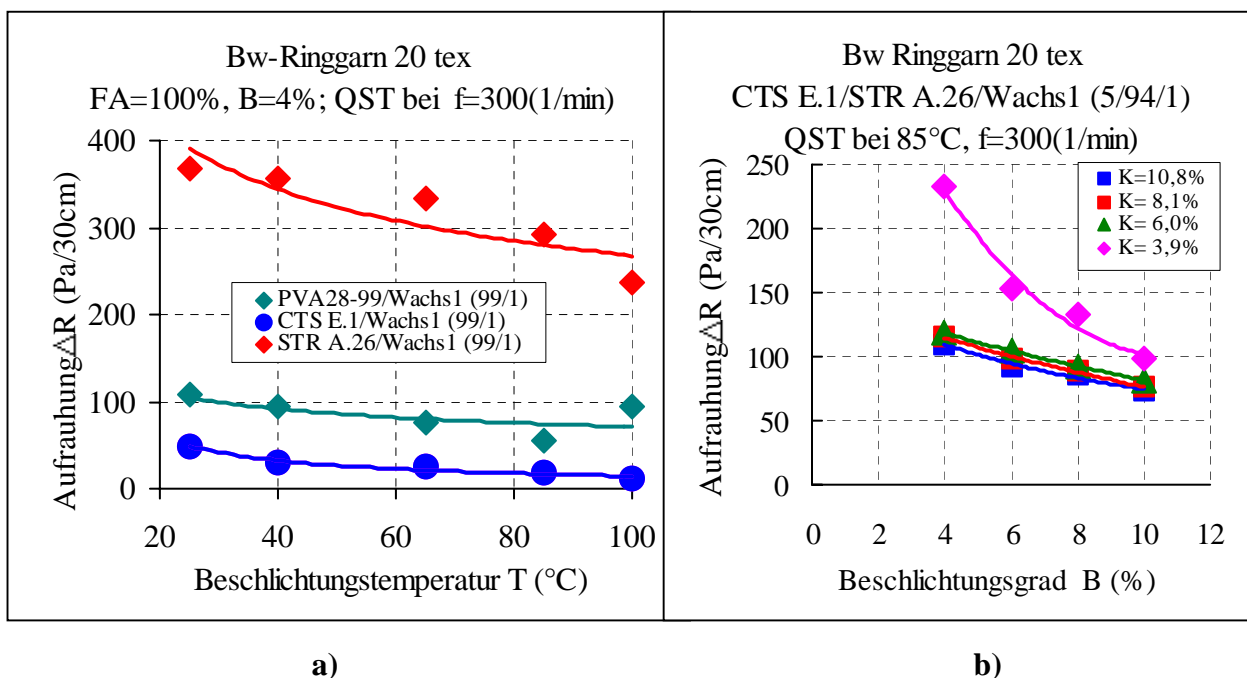 Bw-Ringgarn 20 tex
FA=100%, B=4%; QST bei f=300(1/min)
Aufrauhung△R (Pa/30cm)
400
300
200
100
0
PVA28-99/Wachs1 (99/1)
CTS E.1/Wachs1 (99/1)
STR A.26/Wachs1 (99/1)
20 40 60 80 100
Beschlichtungstemperatur T (°C)
a)
Bw Ringgarn 20 tex
CTS E.1/STR A.26/Wachs1 (5/94/1)
QST bei 85°C, f=300(1/min)
Aufrauhung△R (Pa/30cm)
250
200
150
100
50
0
K=10,8%
K= 8,1%
K= 6,0%
K= 3,9%
0 2 4 6 8 10 12
Beschlichtungsgrad B (%)
b)